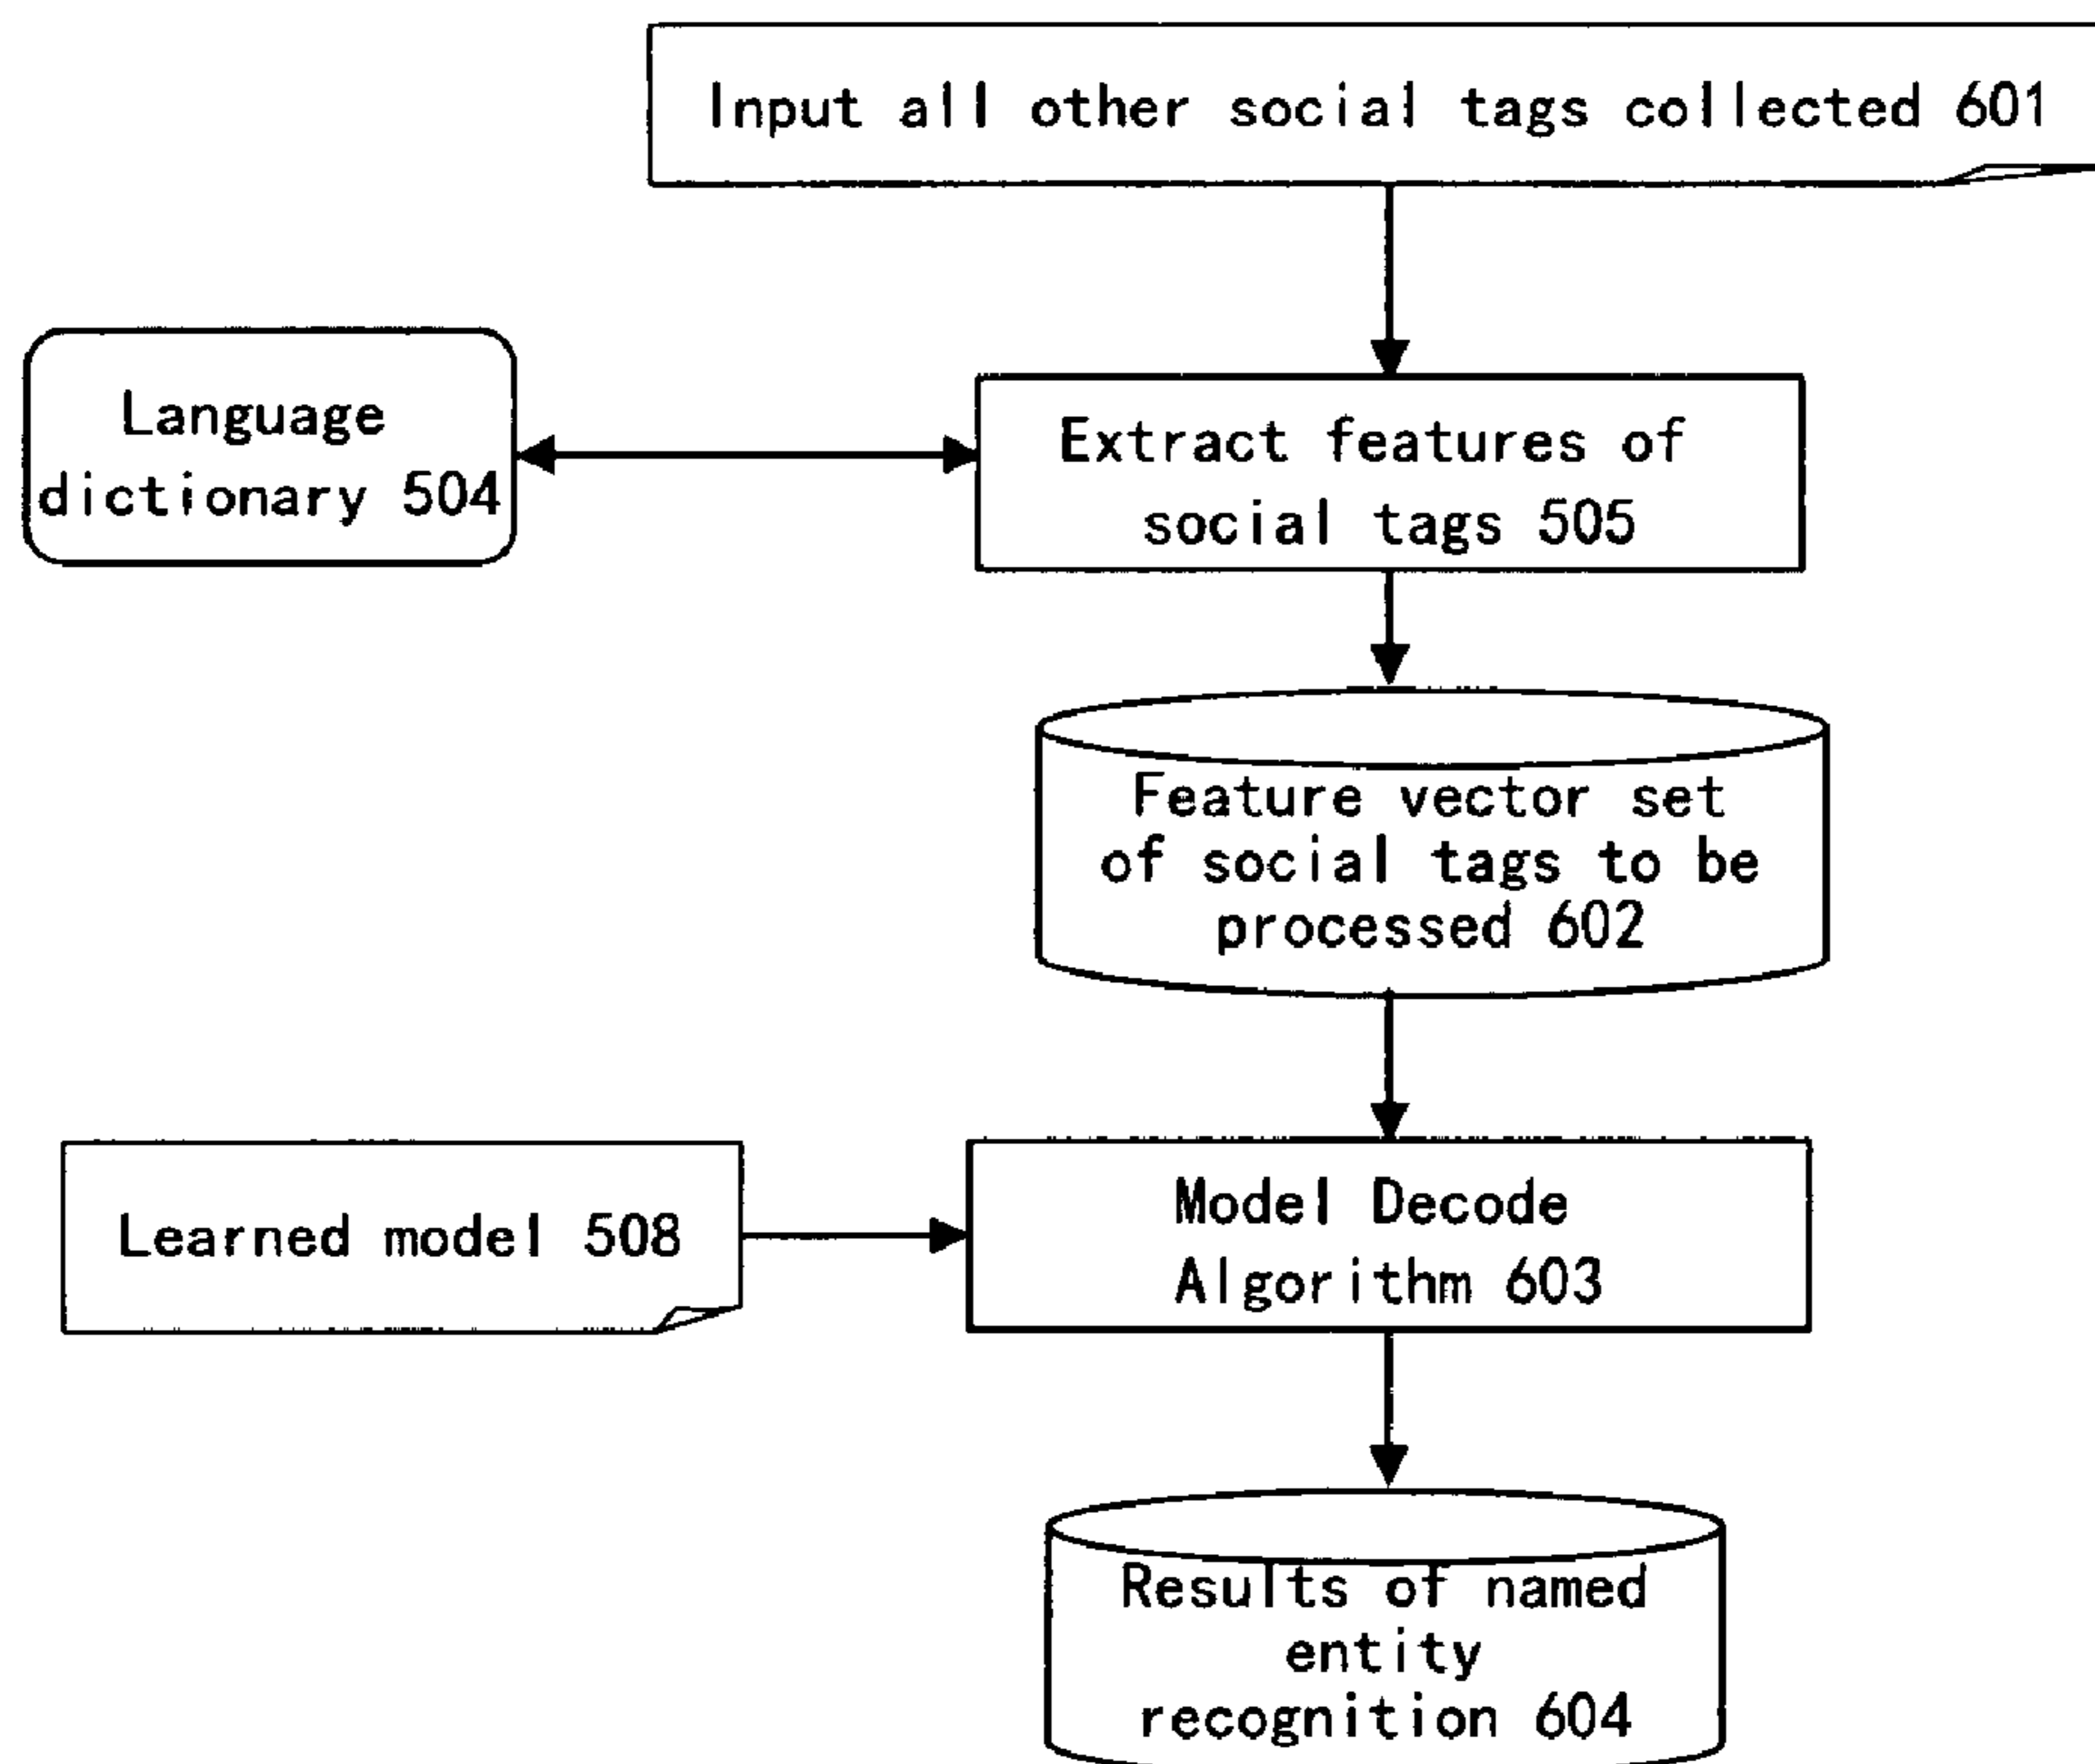 Input all other social tags collected 601
Language
dictionary 504
Extract features of
social tags 505
Feature vector set
of social tags to be
processed 602
Learned model 508
Model Decode
Algorithm 603
Results of named
entity
recognition 604